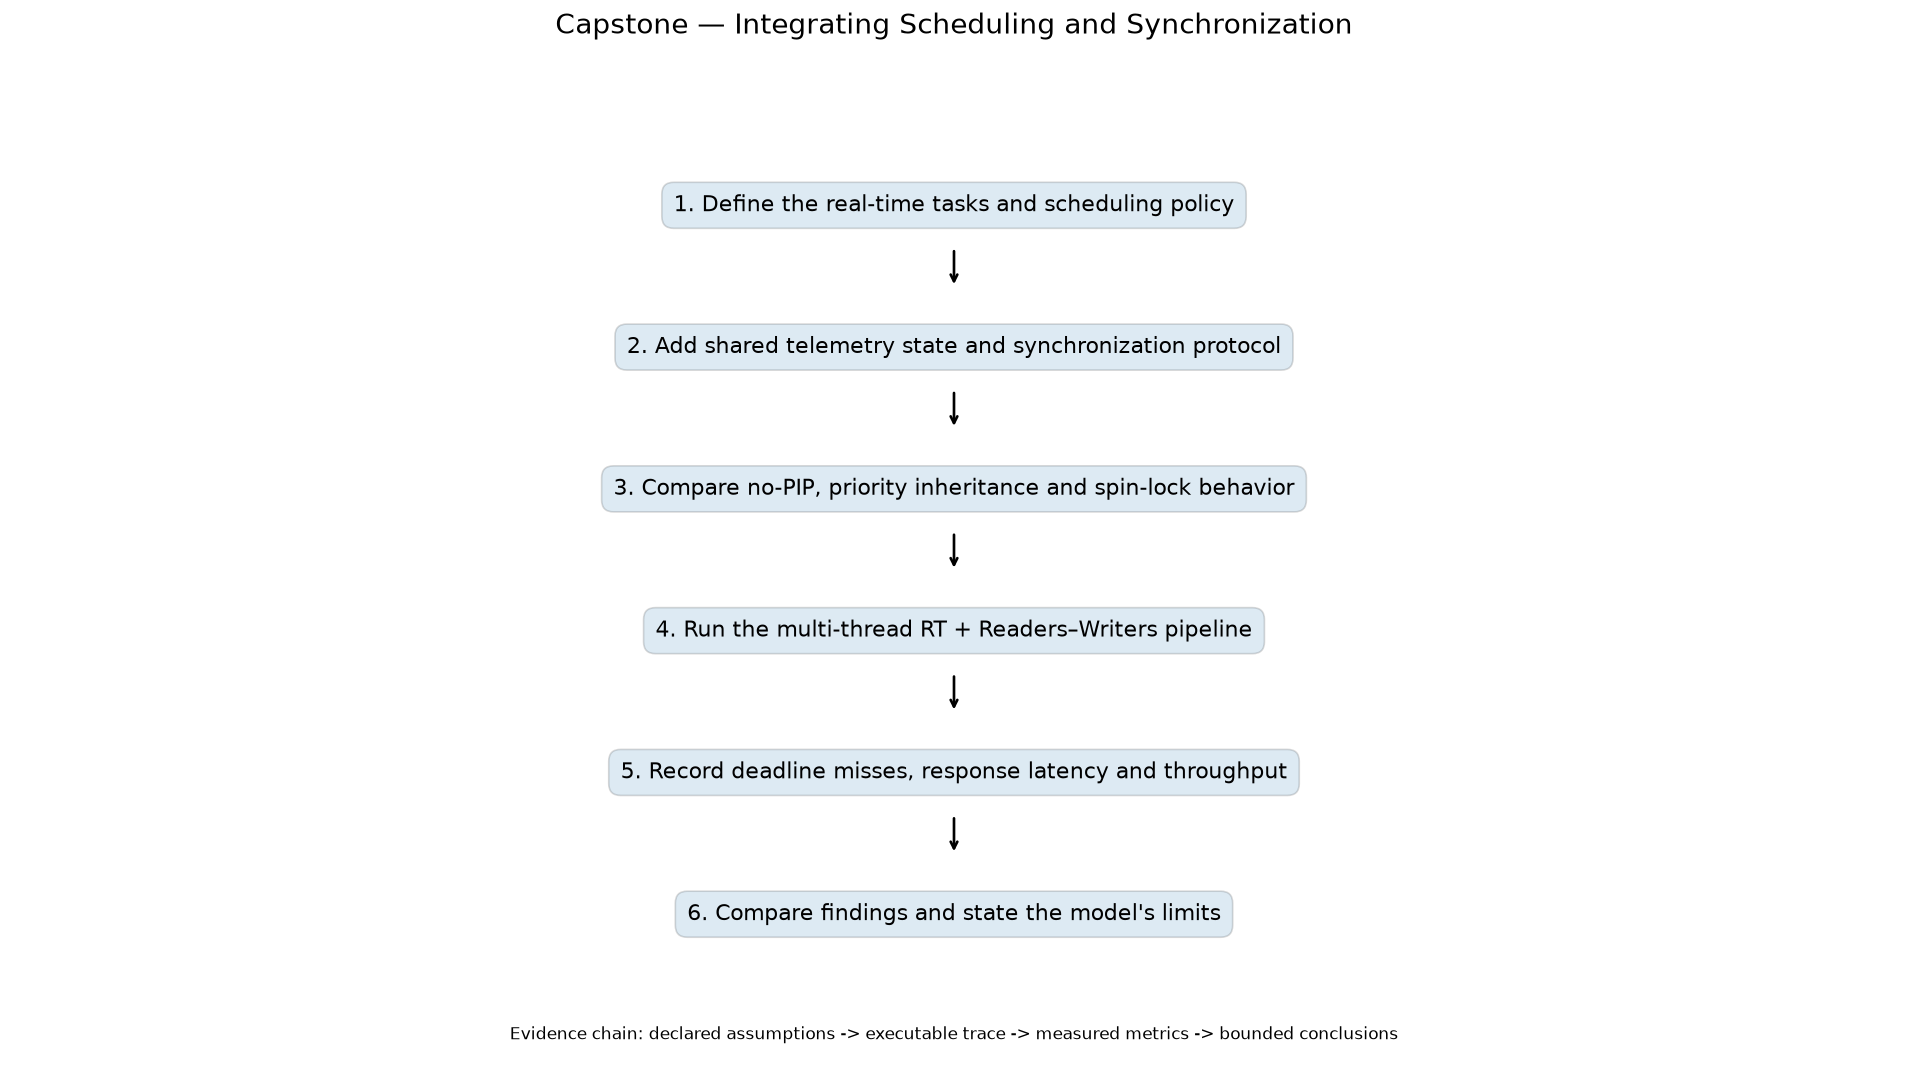 Capstone — Integrating Scheduling and Synchronization
1. Define the real-time tasks and scheduling policy
2. Add shared telemetry state and synchronization protocol
3. Compare no-PIP, priority inheritance and spin-lock behavior
4. Run the multi-thread RT + Readers–Writers pipeline
5. Record deadline misses, response latency and throughput
6. Compare findings and state the model's limits
Evidence chain: declared assumptions -> executable trace -> measured metrics -> bounded conclusions